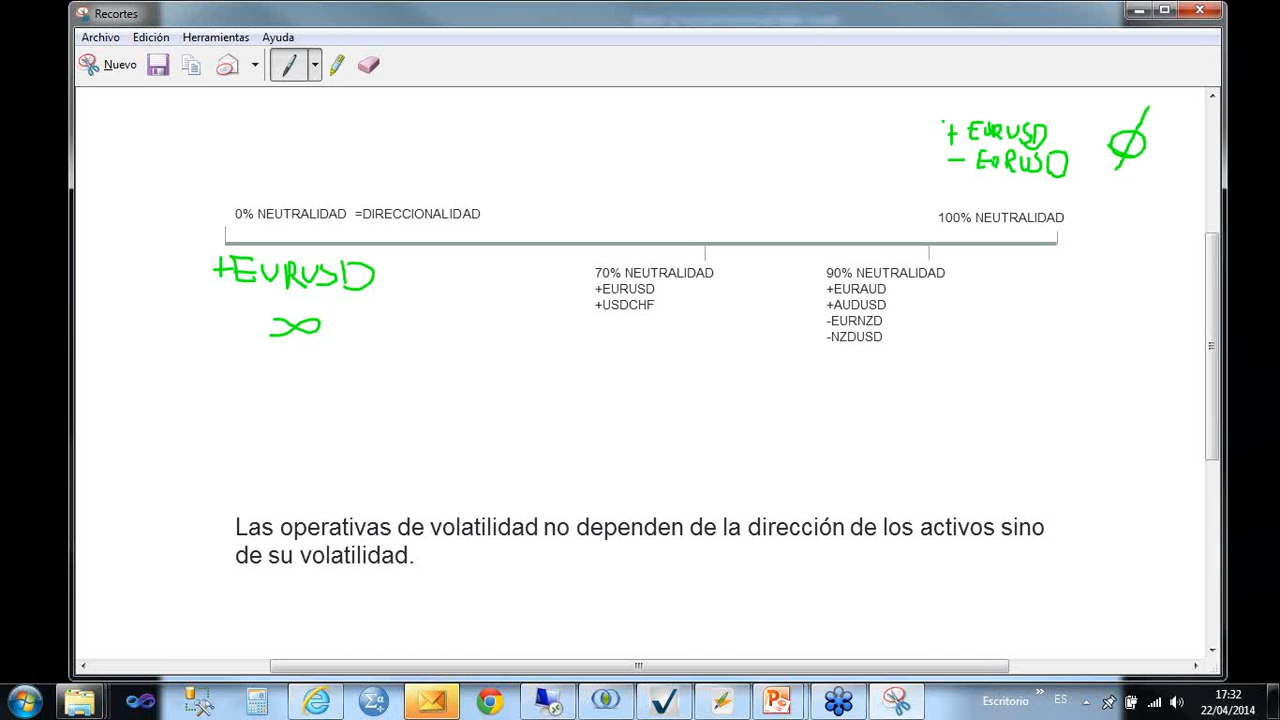 Recortes
Archivo Edición Herramientas Ayuda
Nuevo
+ EURUSD
- EURUSD
0% NEUTRALIDAD =DIRECCIONALIDAD
100% NEUTRALIDAD
+EURUSD
70% NEUTRALIDAD
+EURUSD
+USDCHF
90% NEUTRALIDAD
+EURAUD
+AUDUSD
-EURNZD
-NZDUSD
Las operativas de volatilidad no dependen de la dirección de los activos sino
de su volatilidad.
Escritorio
ES
17:32
22/04/2014